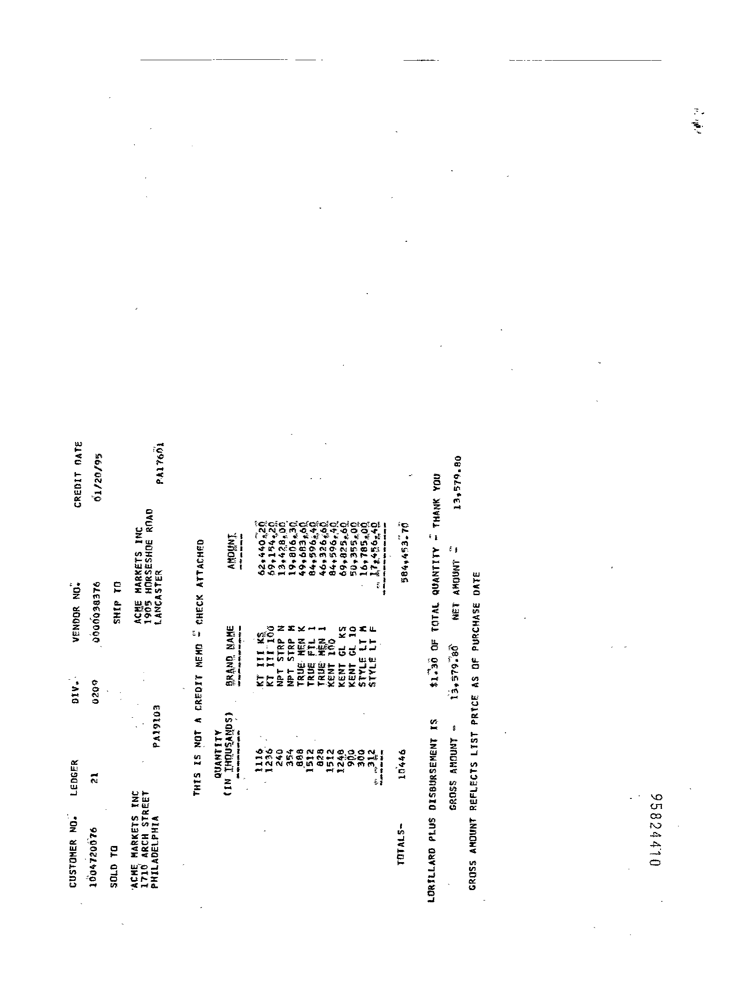 CUSTOMER NO. LEDGER DIV. VENDOR NO. CREDIT DATE
1004720076 21 0209 0000038376 01/20/95
SOLD TO SHIP TO
ACME MARKETS INC ACME MARKETS INC
1710 ARCH STREET 1905 HORSESHOE ROAD
PHILADELPHIA PA19103 LANCASTER PA17601
THIS IS NOT A CREDIT MEMO - CHECK ATTACHED
QUANTITY
(IN THOUSANDS) BRAND NAME AMOUNT
-------- ---------- ------
1116 KT III KS 62,440.20
1236 KT III 100 69,154.20
240 NPT STRP N 13,428.00
354 NPT STRP M 19,806.30
888 TRUE MEN K 49,683.60
1512 TRUE FTL 1 84,596.40
828 TRUE MEN 1 46,326.60
1512 KENT 100 84,596.40
1248 KENT GL KS 69,825.60
900 KENT GL 10 50,355.00
300 STYLE LT M 16,785.00
312 STYLE LT F 17,456.40
------ ------------
TOTALS- 10446 584,453.70
LORILLARD PLUS DISBURSEMENT IS $1.30 OF TOTAL QUANTITY - THANK YOU
GROSS AMOUNT - 13,579.80 NET AMOUNT - 13,579.80
GROSS AMOUNT REFLECTS LIST PRICE AS OF PURCHASE DATE
95824410